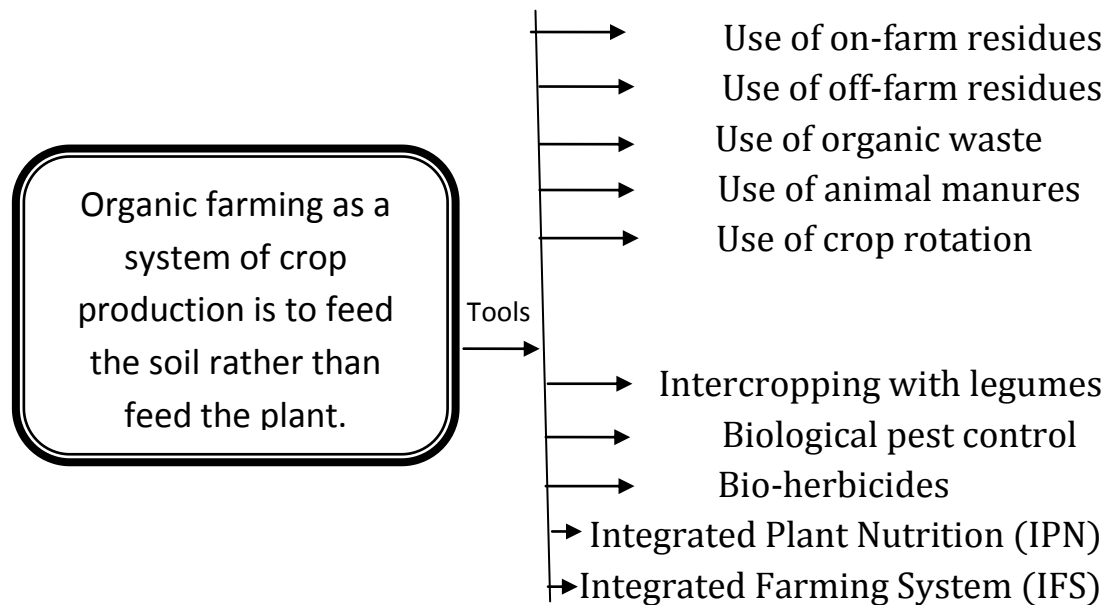 Organic farming as a
system of crop
production is to feed
the soil rather than
feed the plant.
Tools
Use of on-farm residues
Use of off-farm residues
Use of organic waste
Use of animal manures
Use of crop rotation
Intercropping with legumes
Biological pest control
Bio-herbicides
Integrated Plant Nutrition (IPN)
Integrated Farming System (IFS)